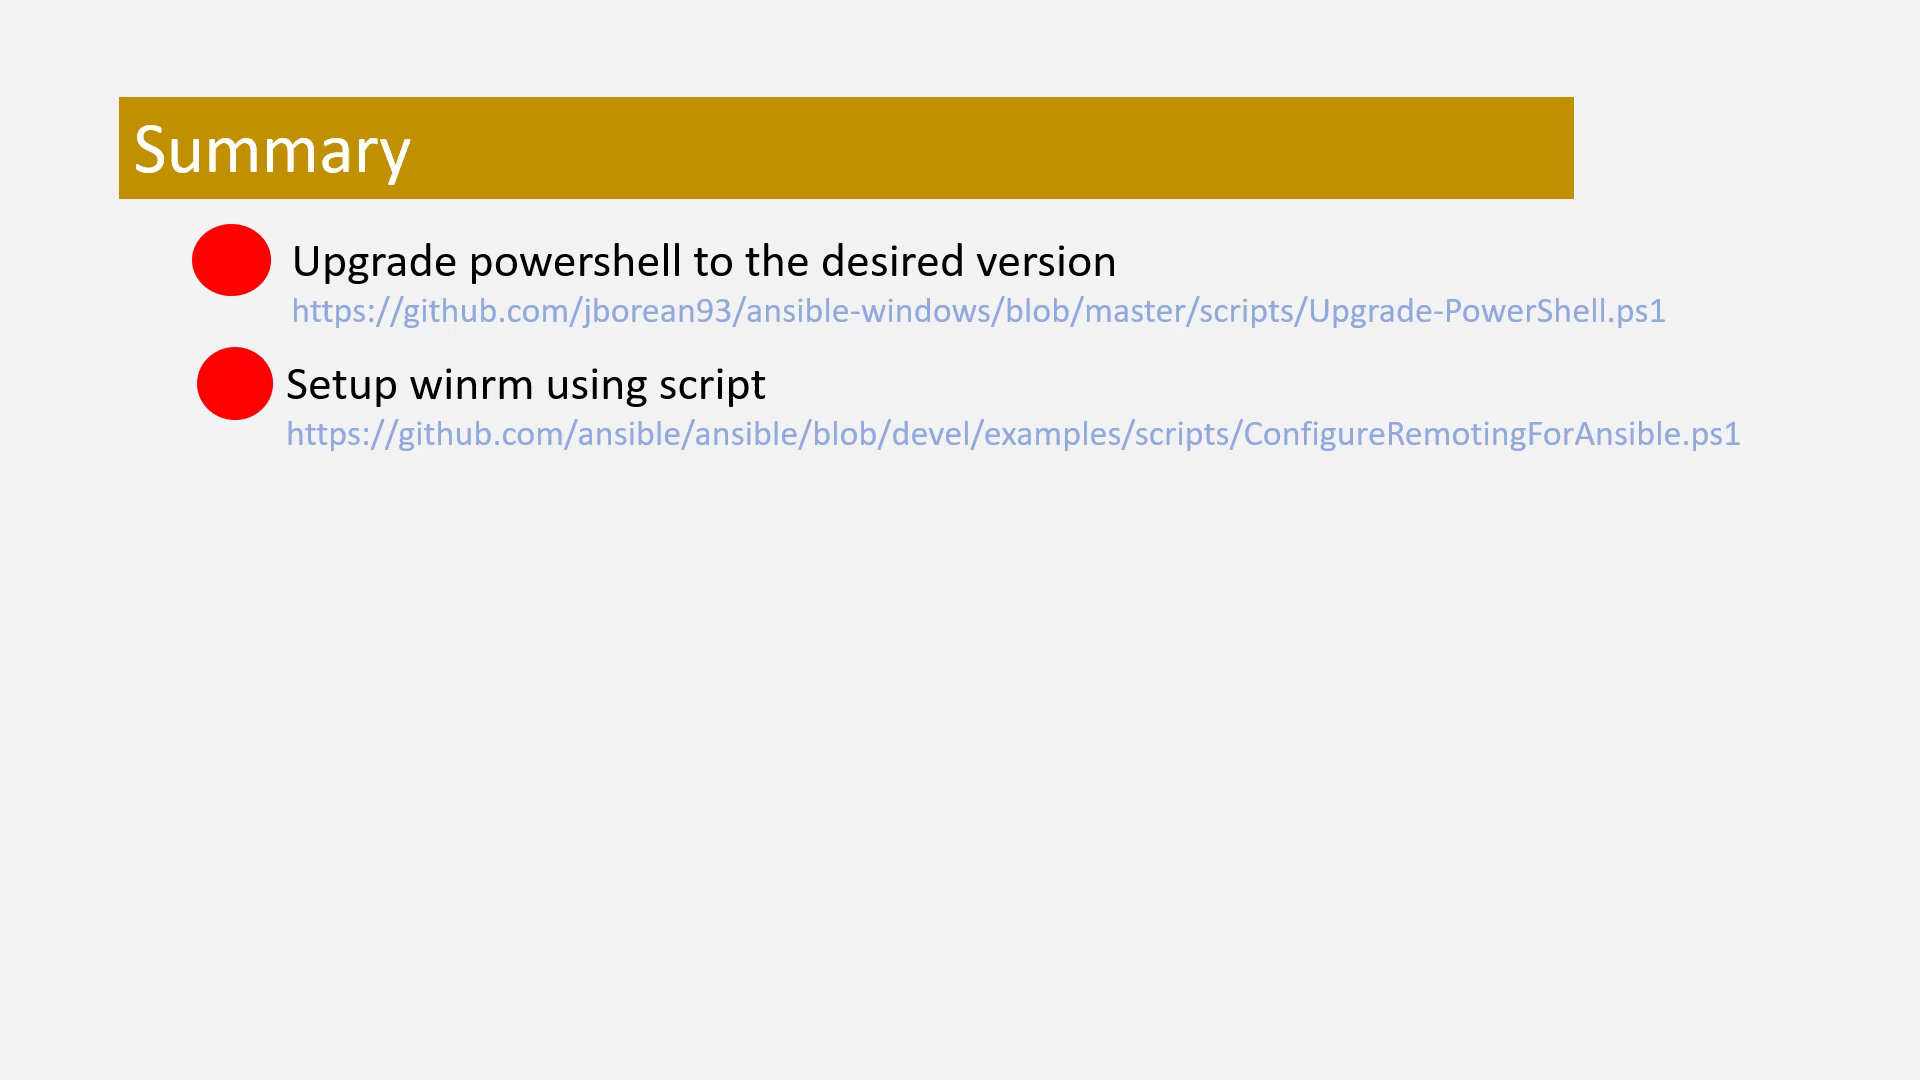 Summary
Upgrade powershell to the desired version
https://github.com/jborean93/ansible-windows/blob/master/scripts/Upgrade-PowerShell.ps1
Setup winrm using script
https://github.com/ansible/ansible/blob/devel/examples/scripts/ConfigureRemotingForAnsible.ps1